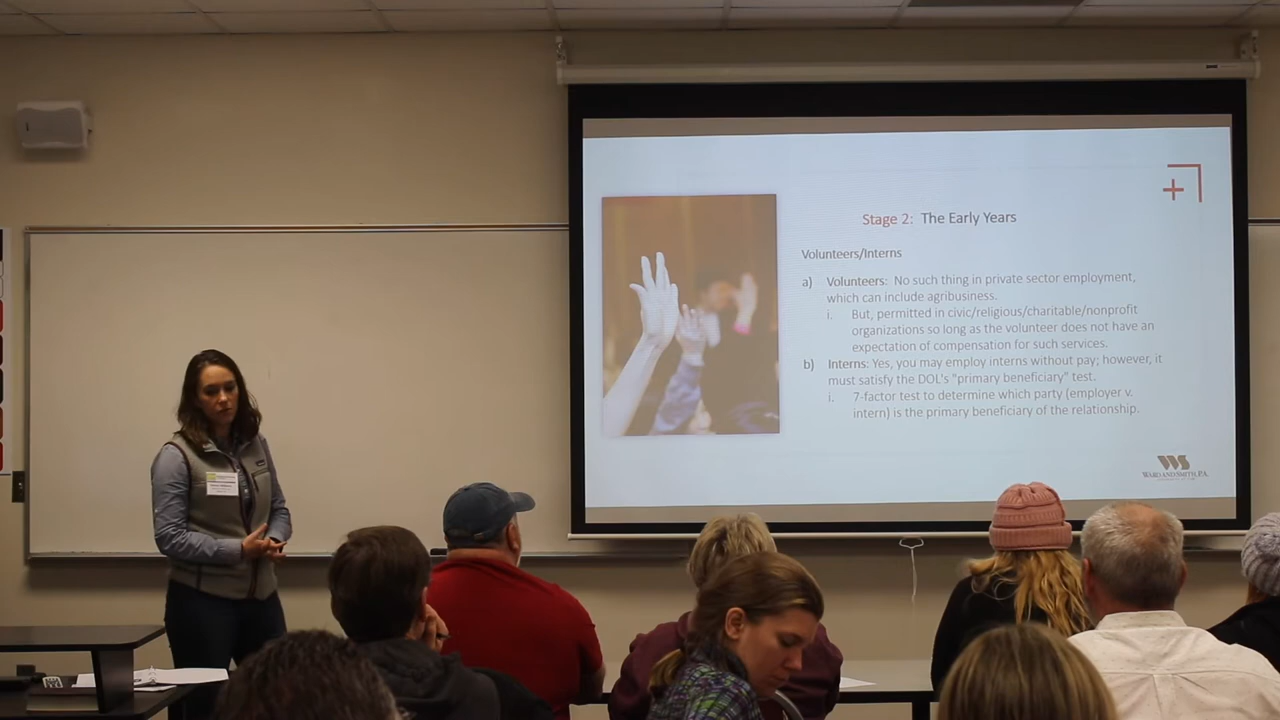 Stage 2: The Early Years
Volunteers/Interns
a) Volunteers: No such thing in private sector employment,
which can include agribusiness.
i. But, permitted in civic/religious/charitable/nonprofit
organizations so long as the volunteer does not have an
expectation of compensation for such services.
b) Interns: Yes, you may employ interns without pay; however, it
must satisfy the DOL's "primary beneficiary" test.
i. 7-factor test to determine which party (employer v.
intern) is the primary beneficiary of the relationship.
WS
WARD AND SMITH, P.A.